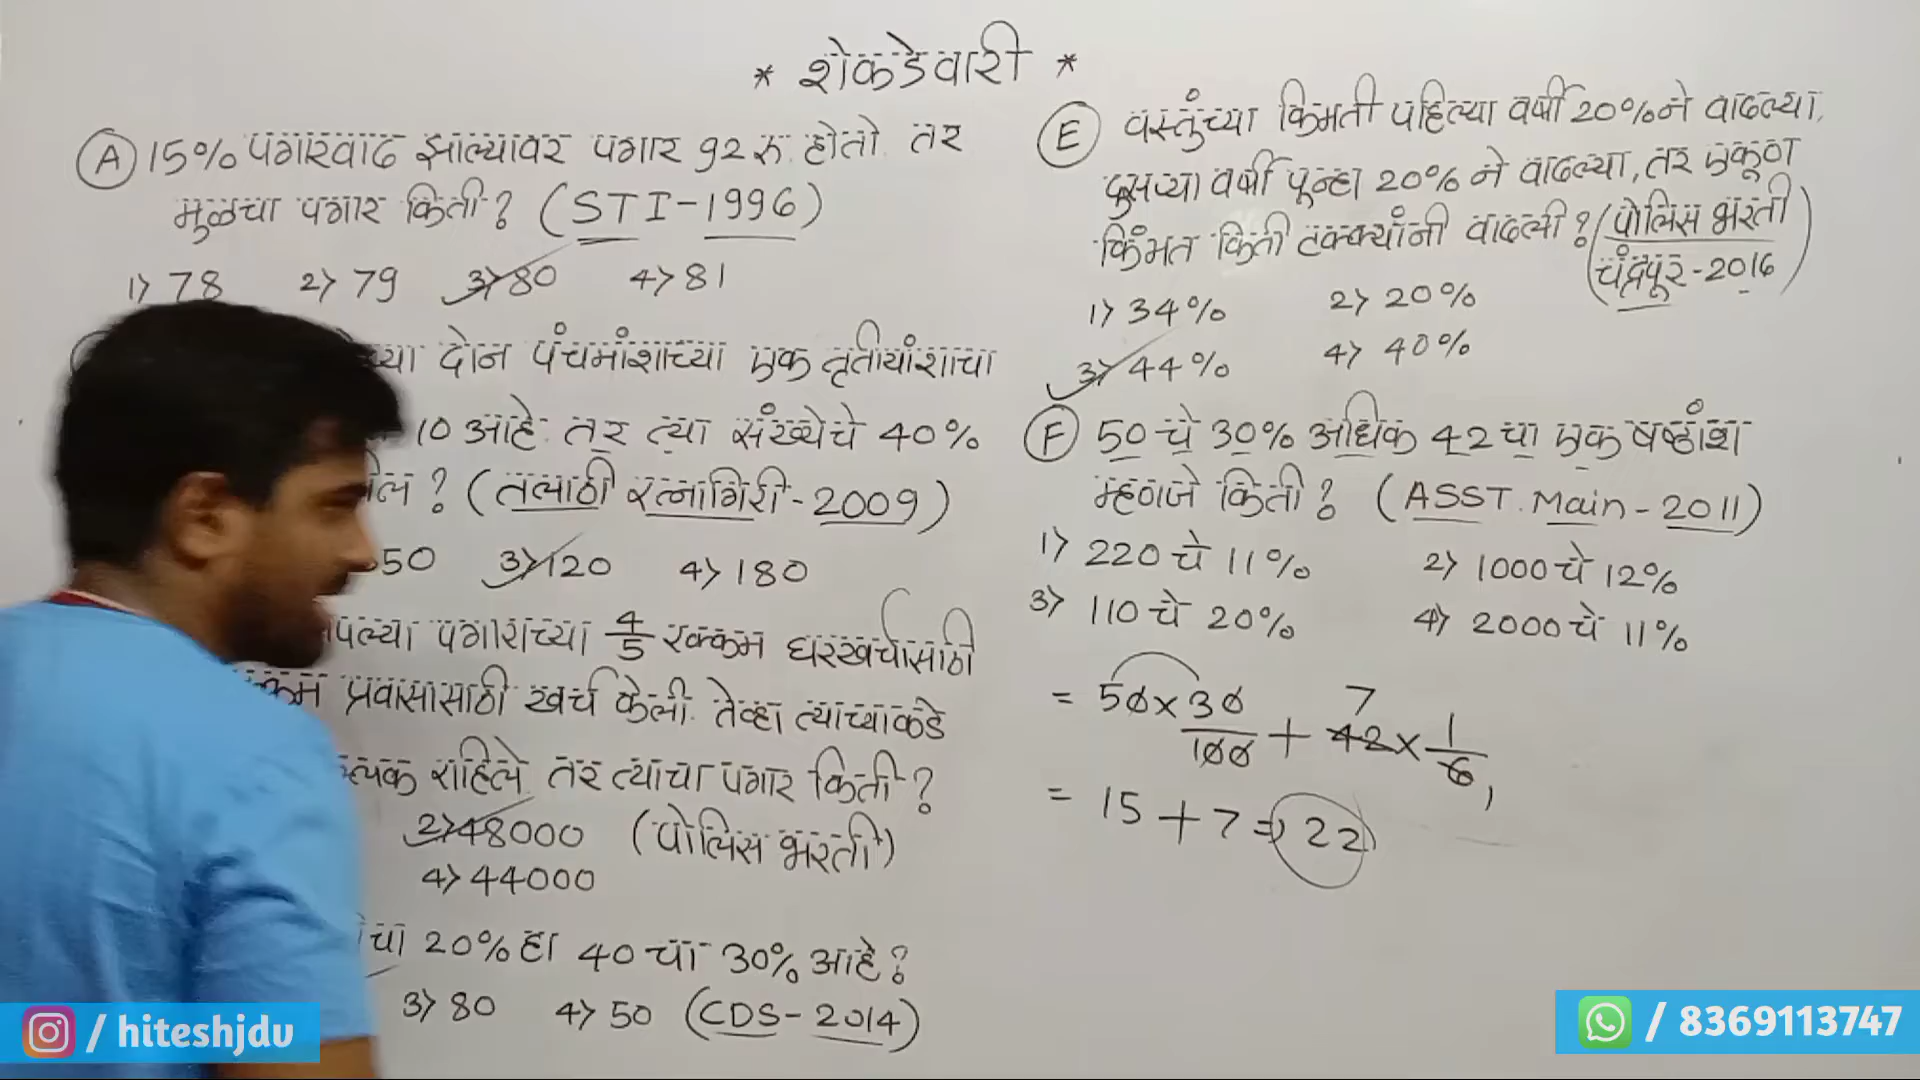 * शेकडेवारी *
(A) 15% पगारवाढ झाल्यावर पगार 92 रु. होतो तर
मुळचा पगार किती? (STI-1996)
1) 78 2) 79 3) 80 4) 81
च्या दोन पंचमांशाच्या एक तृतीयांशाचा
10 आहे. तर त्या संख्येचे 40%
? (तलाठी रत्नागिरी-2009)
50 3) 120 4) 180
पल्या पगाराच्या 4/5 रक्कम घरखर्चासाठी
प्रवासासाठी खर्च केली. तेव्हा त्याच्याकडे
राहिले तर त्याचा पगार किती?
2) 48000 (पोलिस भरती)
4) 44000
चा 20% हा 40 चा 30% आहे?
3) 80 4) 50 (CDS-2014)
(E) वस्तुंच्या किंमती पहिल्या वर्षी 20% ने वाढल्या,
दुसऱ्या वर्षी पून्हा 20% ने वाढल्या, तर एकूण
किंमत किती टक्क्यांनी वाढली? (पोलिस भरती
चंद्रपूर-2016)
1) 34% 2) 20%
3) 44% 4) 40%
(F) 50 चे 30% अधिक 42 चा एक षष्ठांश
म्हणजे किती? (ASST. Main-2011)
1) 220 चे 11% 2) 1000 चे 12%
3) 110 चे 20% 4) 2000 चे 11%
= 50 × 30/100 + 42 × 1/6, 7
= 15 + 7 => 22
/ hiteshjdu
/ 8369113747